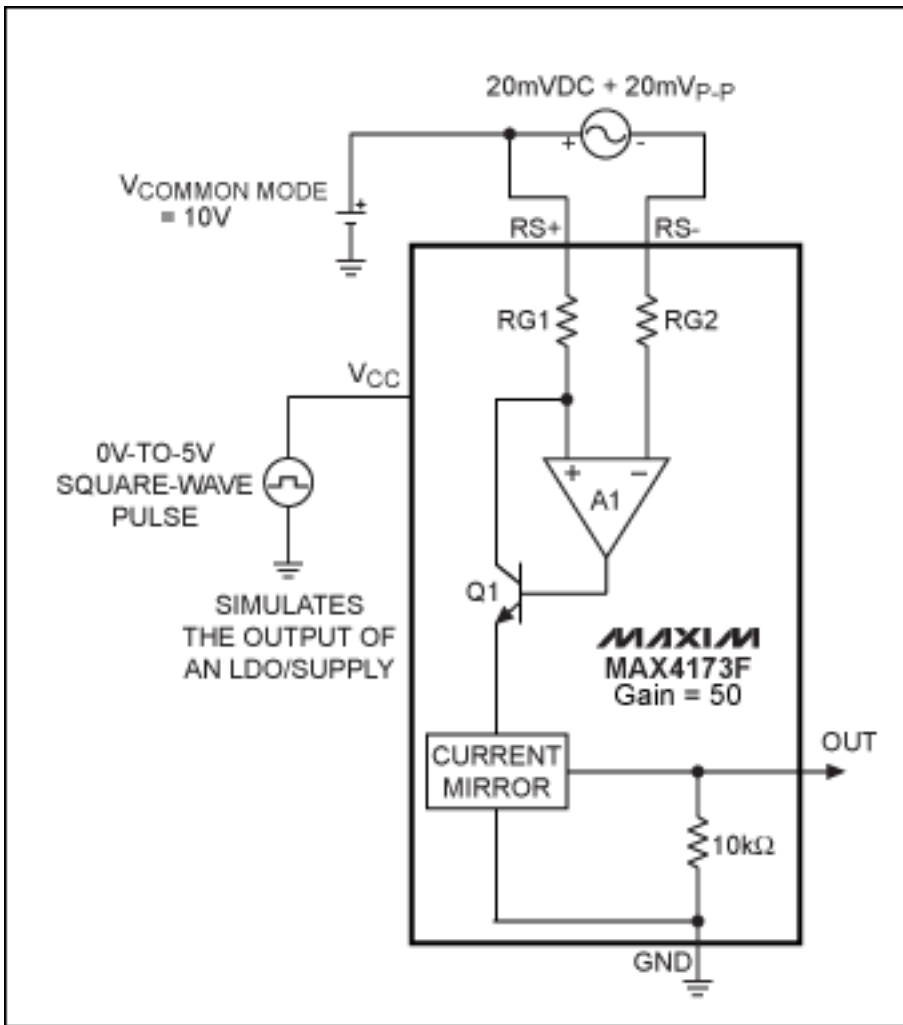 20mVDC + 20mVP-P
+ -
VCOMMON MODE
= 10V
+
RS+ RS-
RG1 RG2
VCC
0V-TO-5V
SQUARE-WAVE
PULSE
+ −
A1
Q1
SIMULATES
THE OUTPUT OF
AN LDO/SUPPLY
MAXIM
MAX4173F
Gain = 50
CURRENT
MIRROR
OUT
10kΩ
GND